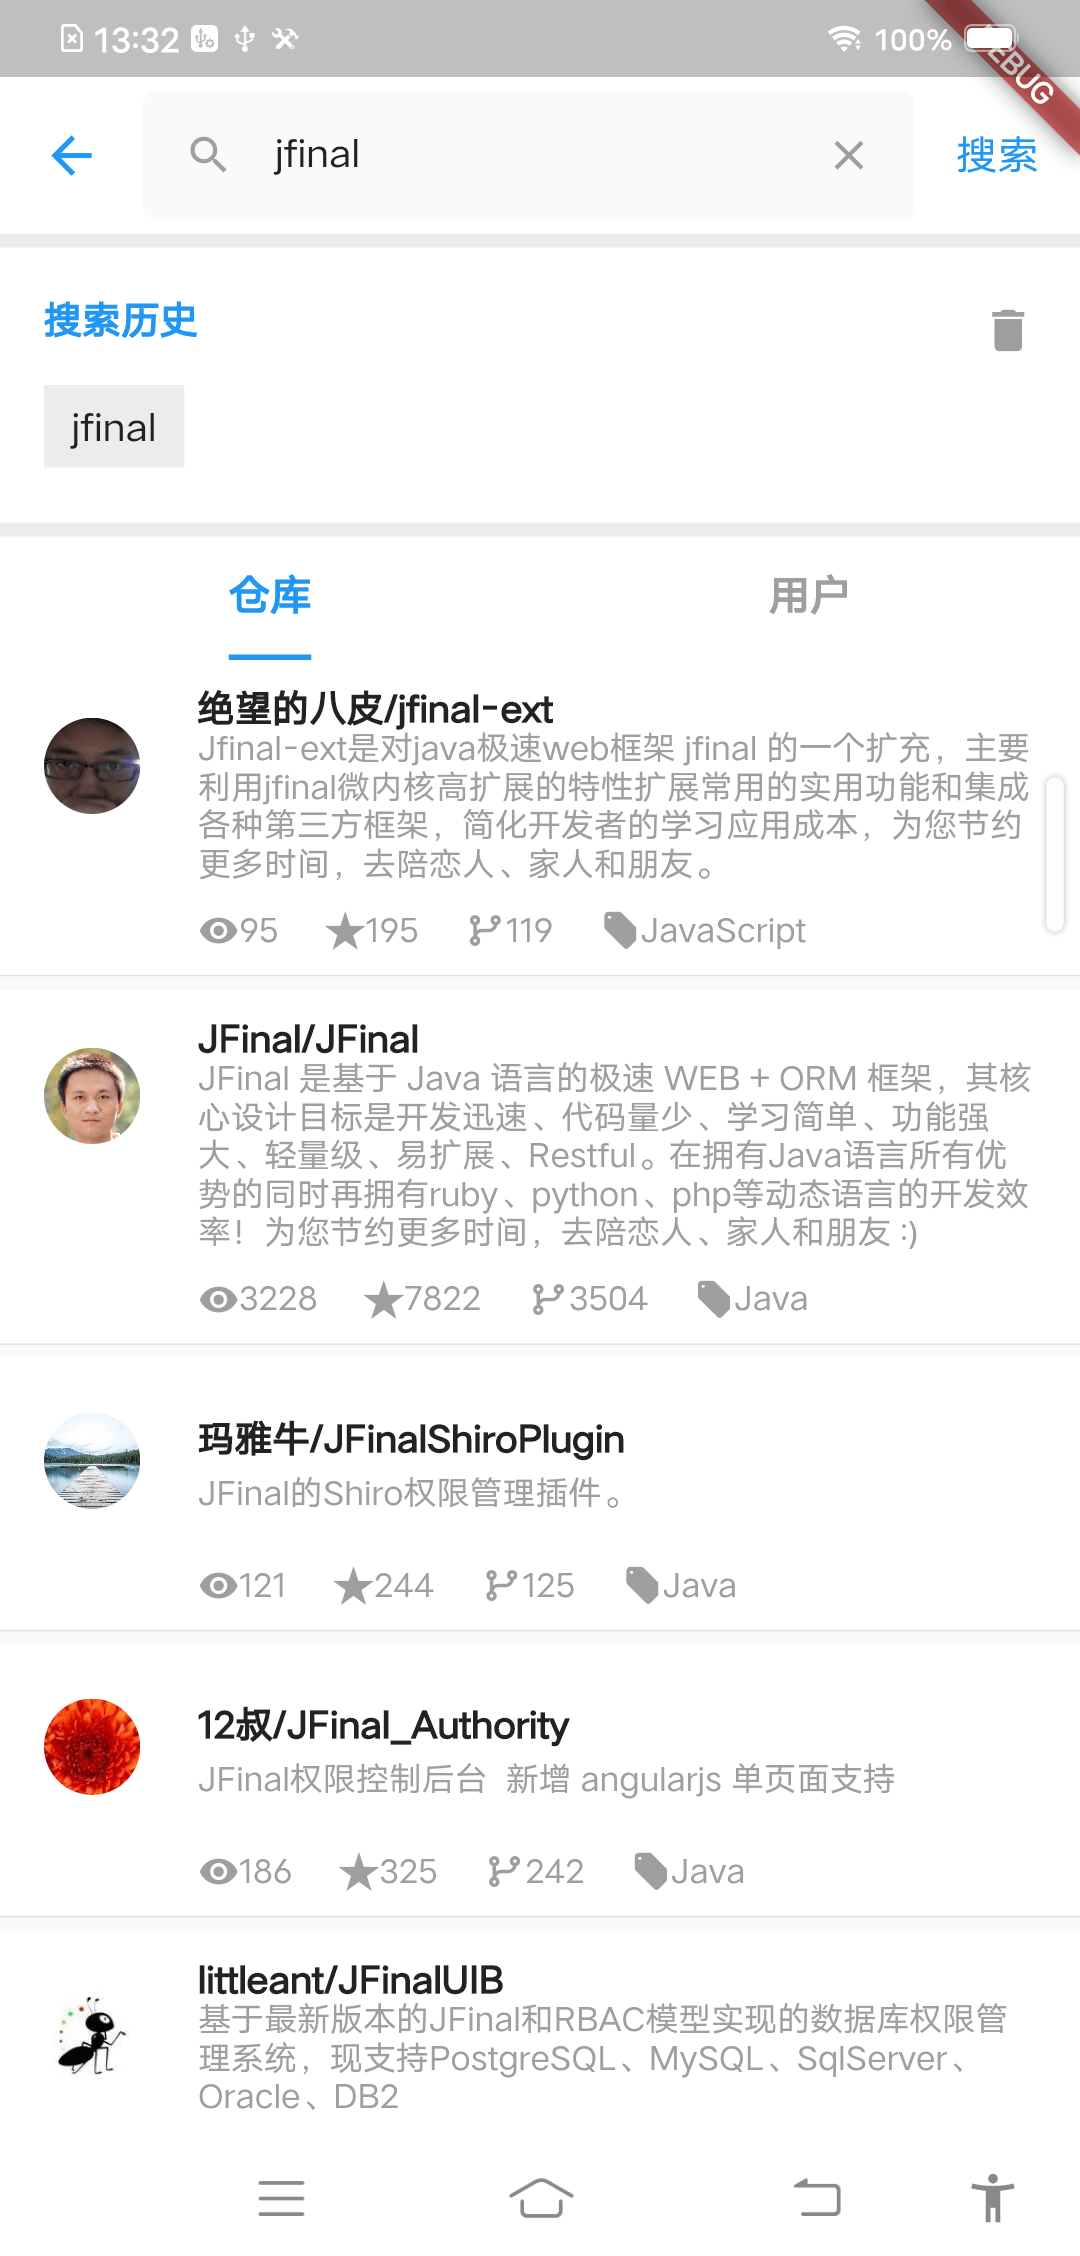 13:32
100%
DEBUG
jfinal
搜索
搜索历史
jfinal
仓库
用户
绝望的八皮/jfinal-ext
Jfinal-ext是对java极速web框架 jfinal 的一个扩充，主要
利用jfinal微内核高扩展的特性扩展常用的实用功能和集成
各种第三方框架，简化开发者的学习应用成本，为您节约
更多时间，去陪恋人、家人和朋友。
95
195
119
JavaScript
JFinal/JFinal
JFinal 是基于 Java 语言的极速 WEB + ORM 框架，其核
心设计目标是开发迅速、代码量少、学习简单、功能强
大、轻量级、易扩展、Restful。在拥有Java语言所有优
势的同时再拥有ruby、python、php等动态语言的开发效
率！为您节约更多时间，去陪恋人、家人和朋友 :)
3228
7822
3504
Java
玛雅牛/JFinalShiroPlugin
JFinal的Shiro权限管理插件。
121
244
125
Java
12叔/JFinal_Authority
JFinal权限控制后台  新增 angularjs 单页面支持
186
325
242
Java
littleant/JFinalUIB
基于最新版本的JFinal和RBAC模型实现的数据库权限管
理系统，现支持PostgreSQL、MySQL、SqlServer、
Oracle、DB2